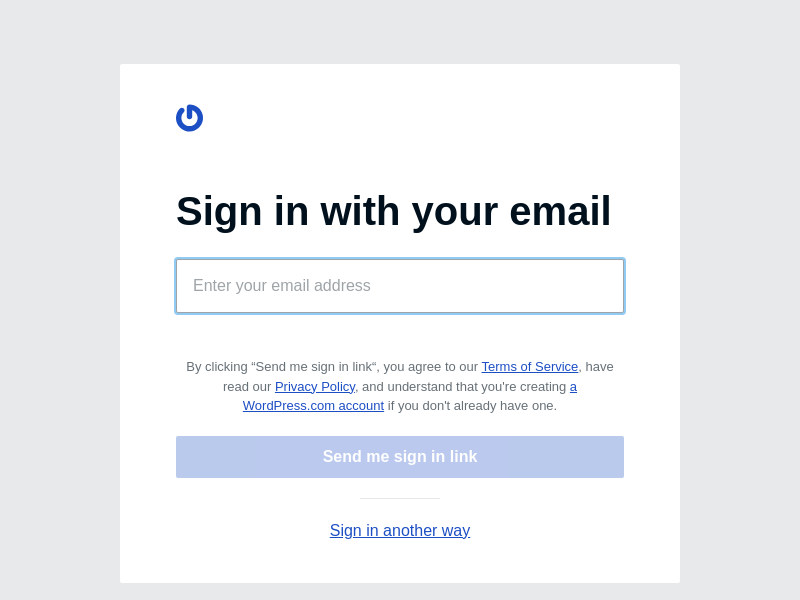 Sign in with your email
Enter your email address
By clicking “Send me sign in link“, you agree to our Terms of Service, have
read our Privacy Policy, and understand that you're creating a
WordPress.com account if you don't already have one.
Send me sign in link
Sign in another way